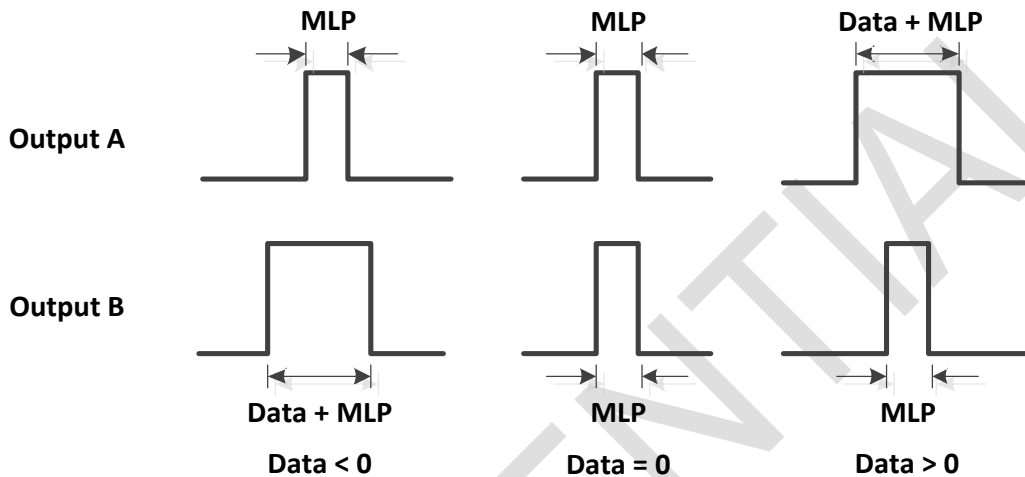 MLP MLP Data + MLP
Output A
Output B
Data + MLP MLP MLP
Data < 0 Data = 0 Data > 0